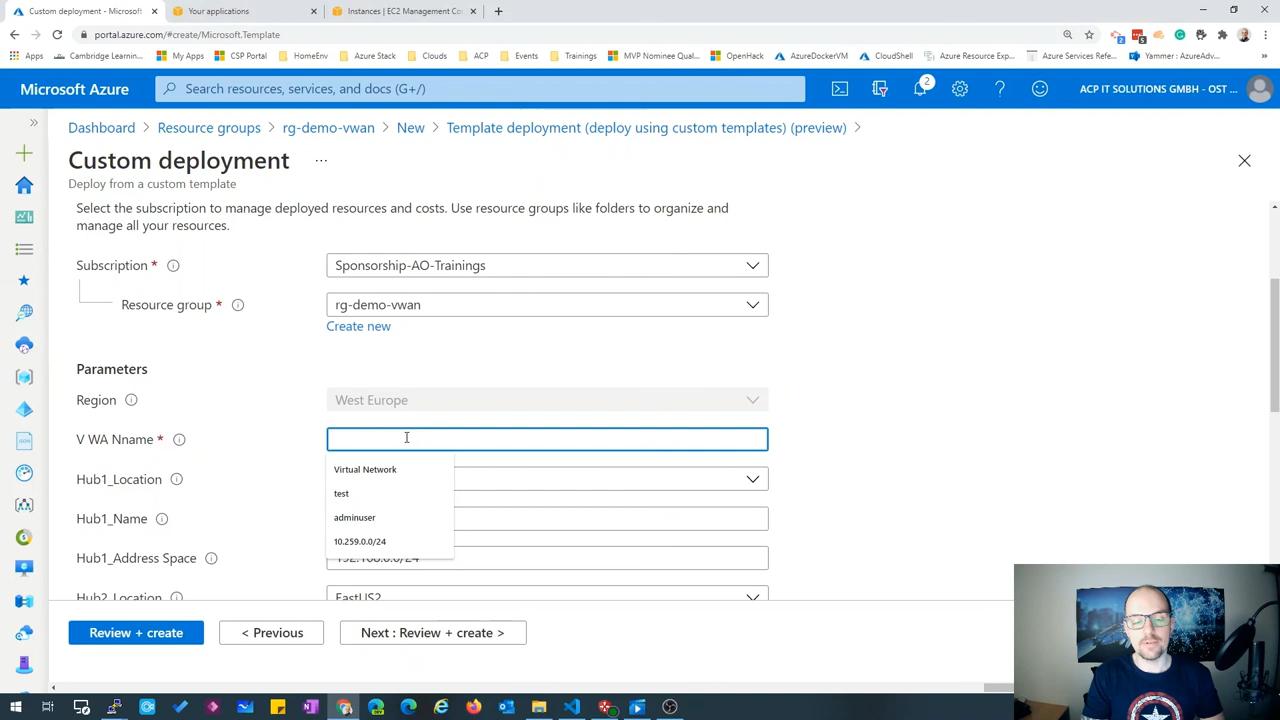 Custom deployment - Microsoft Az
Your applications
Instances | EC2 Management Co
portal.azure.com/#create/Microsoft.Template
Apps
Cambridge Learnin...
My Apps
CSP Portal
HomeEnv
Azure Stack
Clouds
ACP
Events
Trainings
MVP Nominee Qual...
OpenHack
AzureDockerVM
CloudShell
Azure Resource Exp...
Azure Services Refe...
Yammer : AzureAdv...
Microsoft Azure
Search resources, services, and docs (G+/)
2
ACP IT SOLUTIONS GMBH - OST ...
Dashboard > Resource groups > rg-demo-vwan > New > Template deployment (deploy using custom templates) (preview) >
Custom deployment ...
Deploy from a custom template
Select the subscription to manage deployed resources and costs. Use resource groups like folders to organize and
manage all your resources.
Subscription *
Sponsorship-AO-Trainings
Resource group *
rg-demo-vwan
Create new
Parameters
Region
West Europe
V WA Nname *
Virtual Network
test
adminuser
10.259.0.0/24
Hub1_Location
Hub1_Name
Hub1_Address Space
192.168.0.0/24
Hub2_Location
EastUS2
Review + create
< Previous
Next : Review + create >